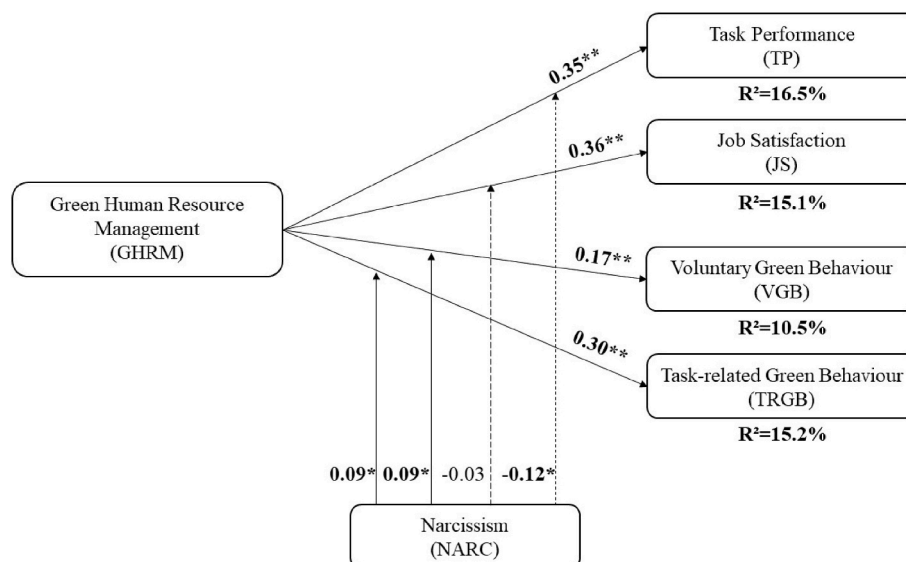 Task Performance
(TP)
R²=16.5%
0.35**
Job Satisfaction
(JS)
R²=15.1%
0.36**
Green Human Resource
Management
(GHRM)
Voluntary Green Behaviour
(VGB)
R²=10.5%
0.17**
Task-related Green Behaviour
(TRGB)
R²=15.2%
0.30**
0.09* 0.09* -0.03 -0.12*
Narcissism
(NARC)